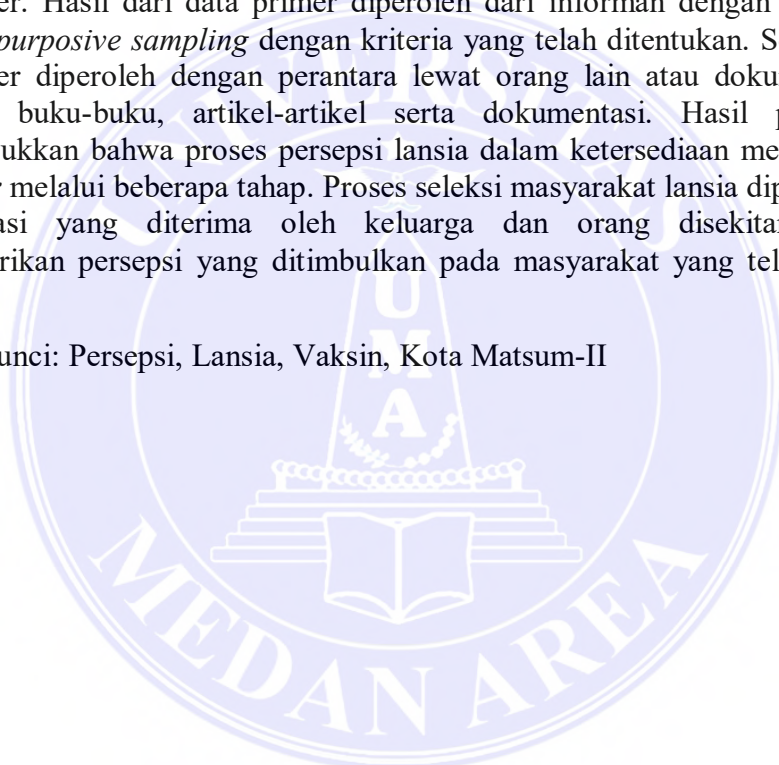 er. Hasil dari data primer diperoleh dari informan dengan
purposive sampling dengan kriteria yang telah ditentukan. S
er diperoleh dengan perantara lewat orang lain atau doku
buku-buku, artikel-artikel serta dokumentasi. Hasil
ukkan bahwa proses persepsi lansia dalam ketersediaan me
melalui beberapa tahap. Proses seleksi masyarakat lansia dip
asi yang diterima oleh keluarga dan orang disekita
rikan persepsi yang ditimbulkan pada masyarakat yang tel
unci: Persepsi, Lansia, Vaksin, Kota Matsum-II
UNIVERSITAS
UMA
MEDAN AREA